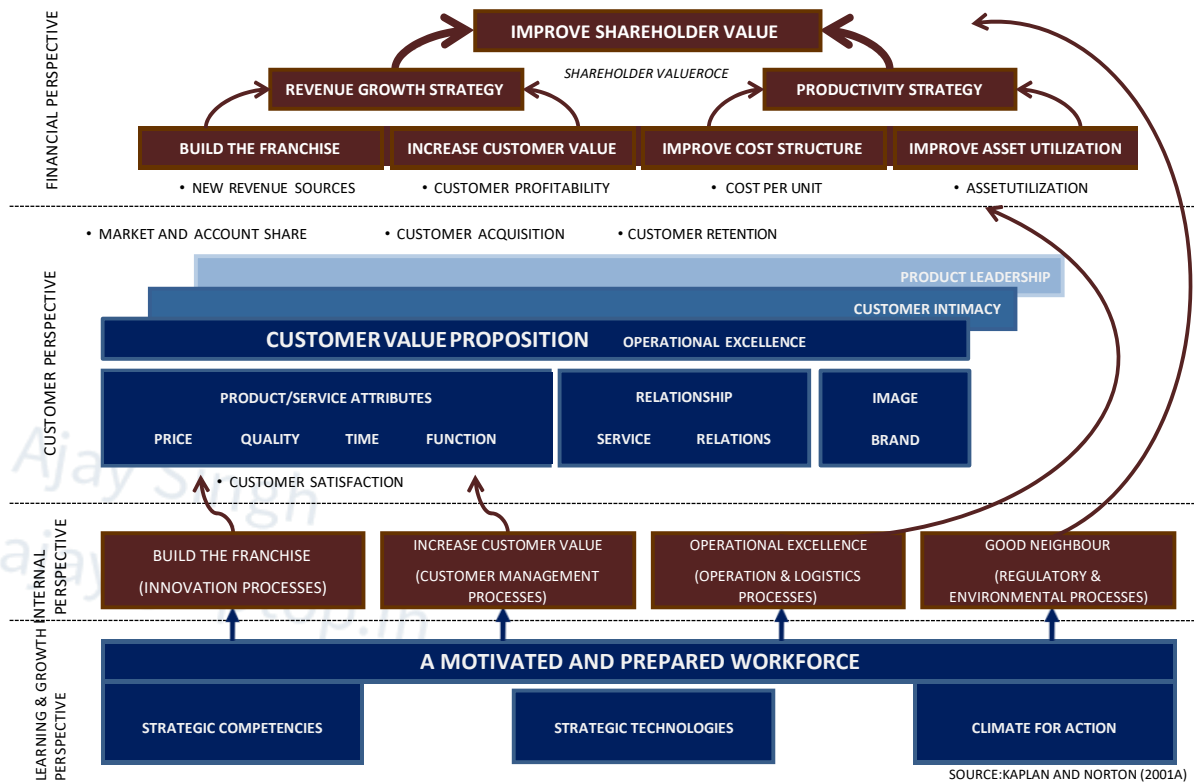 FINANCIAL PERSPECTIVE
IMPROVE SHAREHOLDER VALUE
SHAREHOLDER VALUEROCE
REVENUE GROWTH STRATEGY
PRODUCTIVITY STRATEGY
BUILD THE FRANCHISE
INCREASE CUSTOMER VALUE
IMPROVE COST STRUCTURE
IMPROVE ASSET UTILIZATION
• NEW REVENUE SOURCES
• CUSTOMER PROFITABILITY
• COST PER UNIT
• ASSETUTILIZATION
CUSTOMER PERSPECTIVE
• MARKET AND ACCOUNT SHARE
• CUSTOMER ACQUISITION
• CUSTOMER RETENTION
PRODUCT LEADERSHIP
CUSTOMER INTIMACY
CUSTOMER VALUE PROPOSITION OPERATIONAL EXCELLENCE
PRODUCT/SERVICE ATTRIBUTES
PRICE QUALITY TIME FUNCTION
RELATIONSHIP
SERVICE RELATIONS
IMAGE
BRAND
• CUSTOMER SATISFACTION
Ajay Singh
ajay
top.in
INTERNAL
PERSPECTIVE
BUILD THE FRANCHISE
(INNOVATION PROCESSES)
INCREASE CUSTOMER VALUE
(CUSTOMER MANAGEMENT
PROCESSES)
OPERATIONAL EXCELLENCE
(OPERATION & LOGISTICS
PROCESSES)
GOOD NEIGHBOUR
(REGULATORY &
ENVIRONMENTAL PROCESSES)
LEARNING & GROWTH
PERSPECTIVE
A MOTIVATED AND PREPARED WORKFORCE
STRATEGIC COMPETENCIES
STRATEGIC TECHNOLOGIES
CLIMATE FOR ACTION
SOURCE:KAPLAN AND NORTON (2001A)